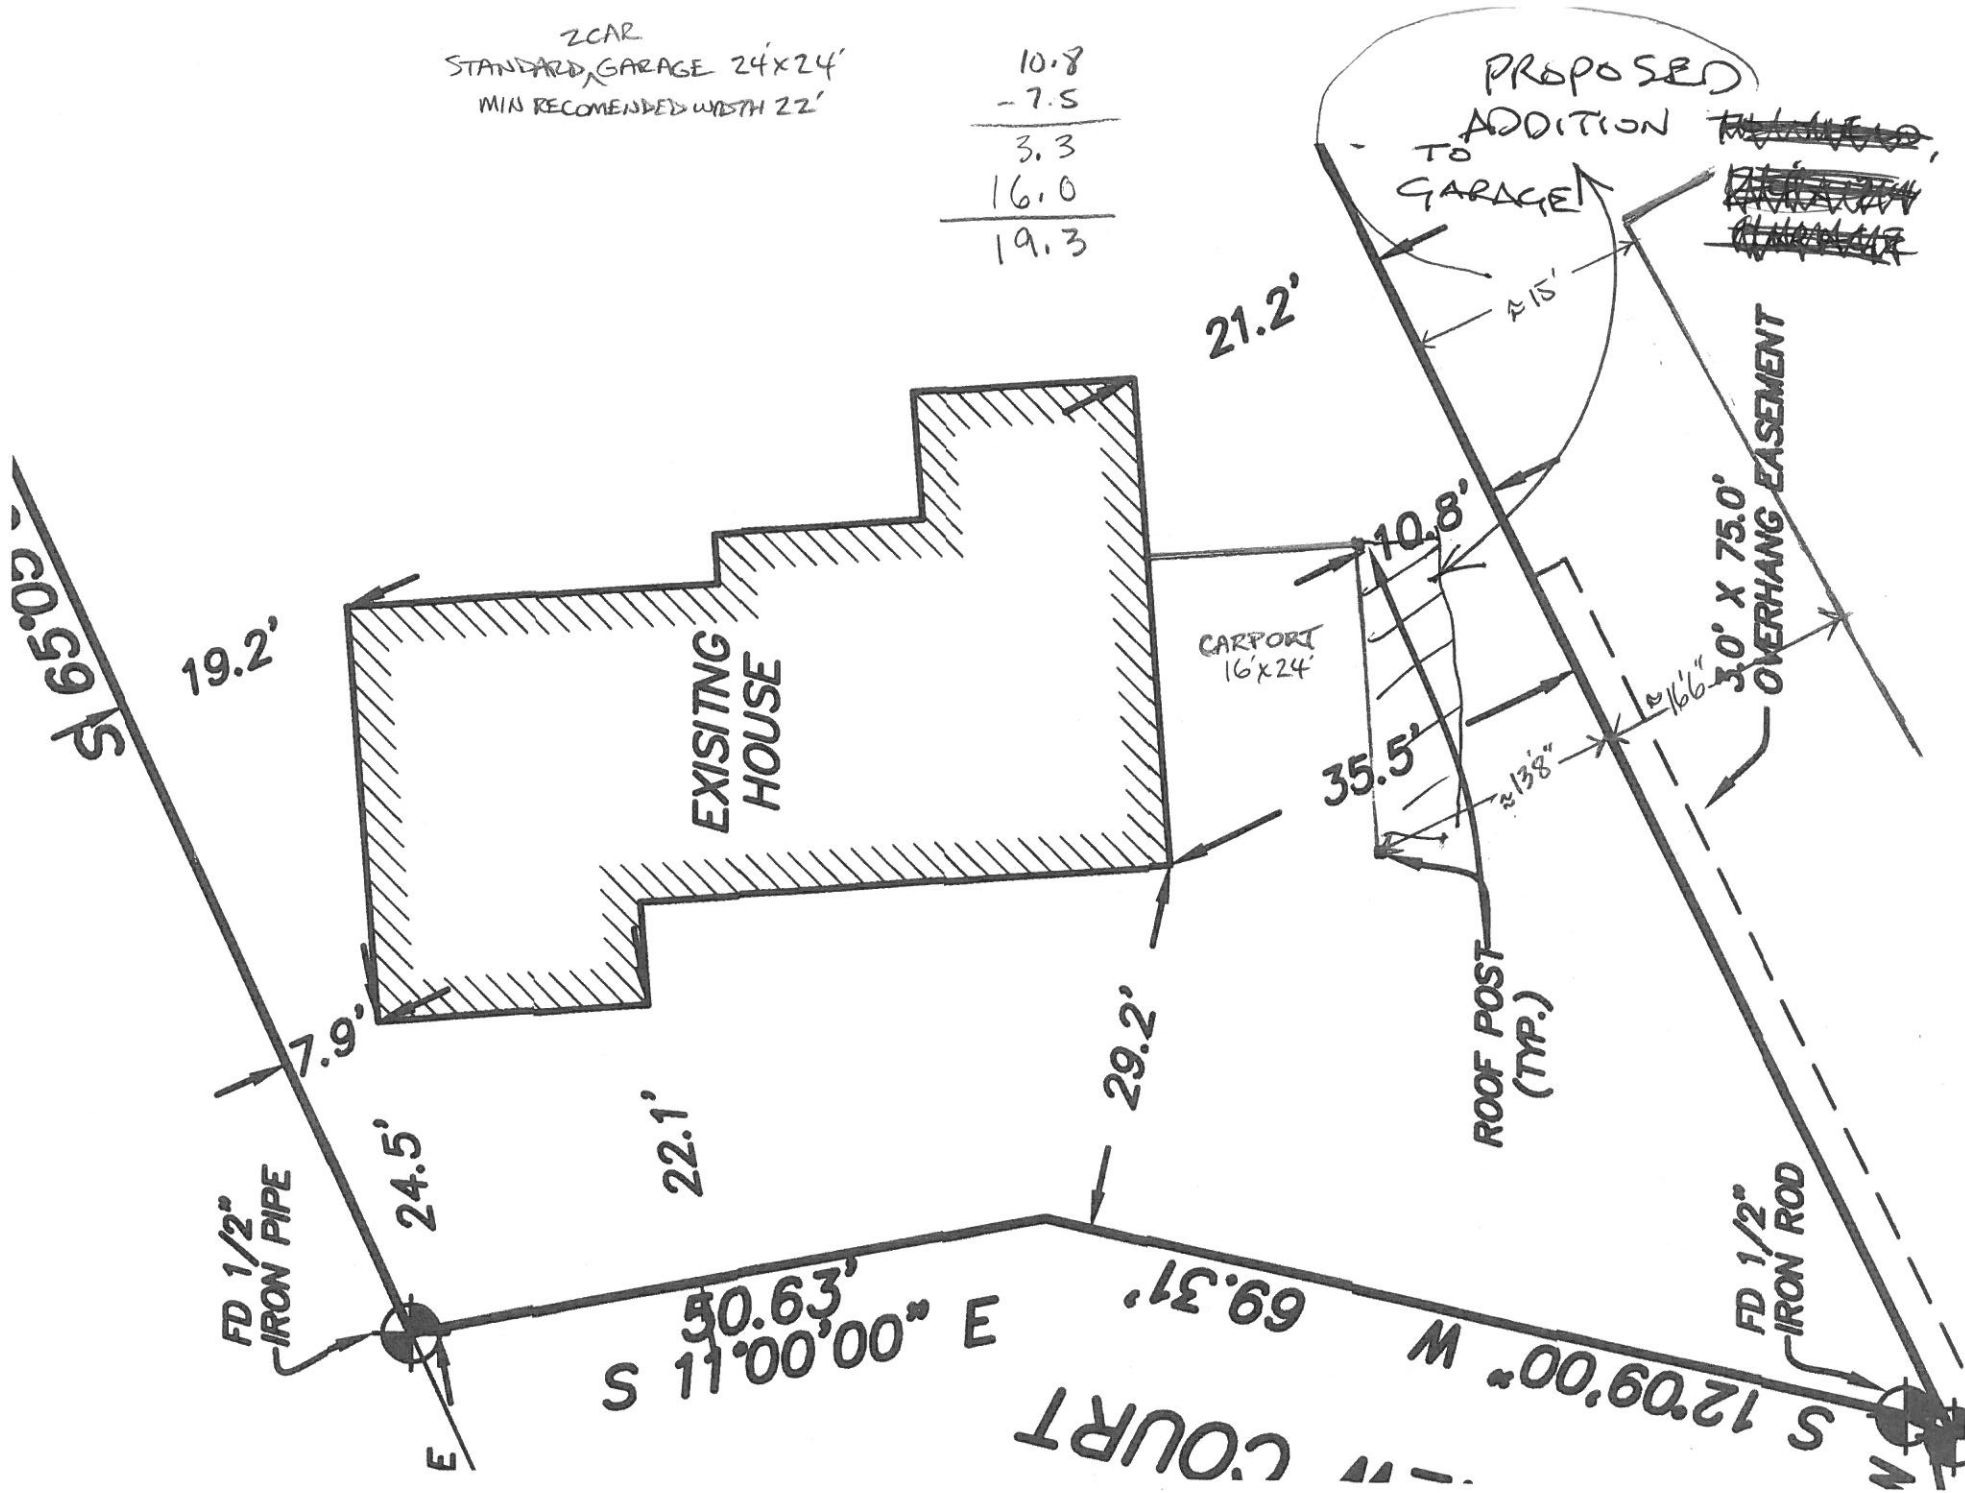 2 CAR
STANDARD ^ GARAGE 24'X24'
MIN RECOMENDED WIDTH 22'
10.8
-7.5
3.3
16.0
19.3
PROPOSED
ADDITION
TO
GARAGE
≈15'
21.2'
10.8'
3.0' X 75.0'
OVERHANG EASEMENT
CARPORT
16'x24'
19.2'
EXISITNG
HOUSE
35.5'
≈16'6"
≈13'8"
S 65°05
7.9'
24.5'
22.1'
29.2'
ROOF POST
(TYP.)
FD 1/2"
IRON PIPE
FD 1/2"
IRON ROD
50.63'
S 11°00'00" E
69.31'
S 12°09'00" W
COURT
E
N